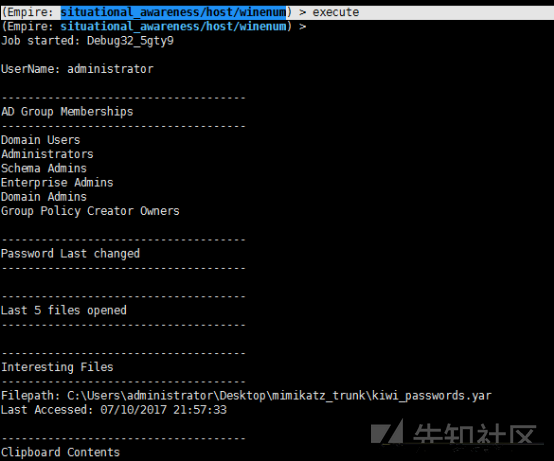 (Empire: situational_awareness/host/winenum) > execute
(Empire: situational_awareness/host/winenum) >
Job started: Debug32_5gty9
UserName: administrator
-------------------------------------
AD Group Memberships
-------------------------------------
Domain Users
Administrators
Schema Admins
Enterprise Admins
Domain Admins
Group Policy Creator Owners
-------------------------------------
Password Last changed
-------------------------------------
-------------------------------------
Last 5 files opened
-------------------------------------
-------------------------------------
Interesting Files
-------------------------------------
Filepath: C:\Users\administrator\Desktop\mimikatz_trunk\kiwi_passwords.yar
Last Accessed: 07/10/2017 21:57:33
-------------------------------------
Clipboard Contents
先知社区